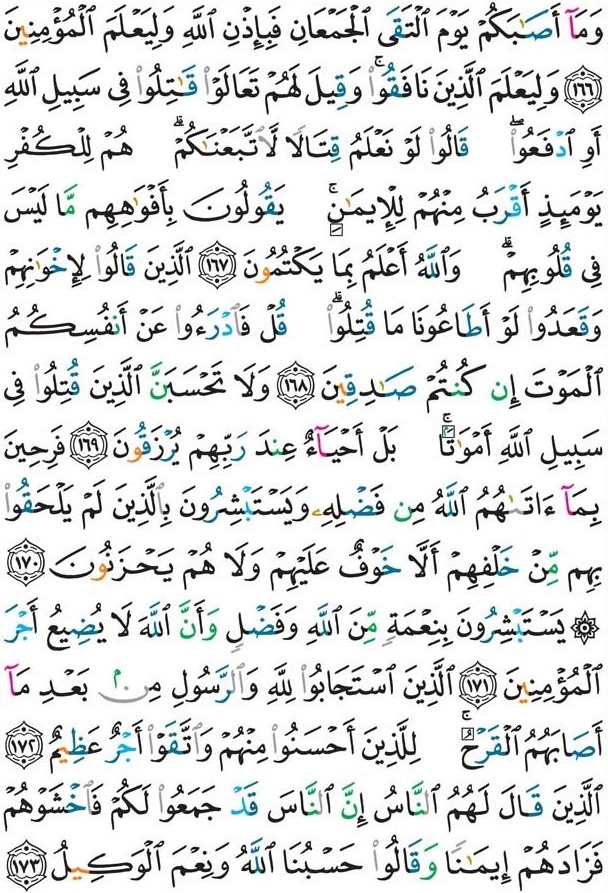 وَمَآ أَصَٰبَكُمۡ يَوۡمَ ٱلۡتَقَى ٱلۡجَمۡعَانِ فَبِإِذۡنِ ٱللَّهِ وَلِيَعۡلَمَ ٱلۡمُؤۡمِنِينَ
١٦٦ وَلِيَعۡلَمَ ٱلَّذِينَ نَافَقُواْۚ وَقِيلَ لَهُمۡ تَعَالَوۡاْ قَٰتِلُواْ فِي سَبِيلِ ٱللَّهِ
أَوِ ٱدۡفَعُواْۖ قَالُواْ لَوۡ نَعۡلَمُ قِتَالٗا لَّٱتَّبَعۡنَٰكُمۡۗ هُمۡ لِلۡكُفۡرِ
يَوۡمَئِذٍ أَقۡرَبُ مِنۡهُمۡ لِلۡإِيمَٰنِۚ يَقُولُونَ بِأَفۡوَٰهِهِم مَّا لَيۡسَ
فِي قُلُوبِهِمۡۗ وَٱللَّهُ أَعۡلَمُ بِمَا يَكۡتُمُونَ ١٦٧ ٱلَّذِينَ قَالُواْ لِإِخۡوَٰنِهِمۡ
وَقَعَدُواْ لَوۡ أَطَاعُونَا مَا قُتِلُواْۗ قُلۡ فَٱدۡرَءُواْ عَنۡ أَنفُسِكُمُ
ٱلۡمَوۡتَ إِن كُنتُمۡ صَٰدِقِينَ ١٦٨ وَلَا تَحۡسَبَنَّ ٱلَّذِينَ قُتِلُواْ فِي
سَبِيلِ ٱللَّهِ أَمۡوَٰتَۢاۚ بَلۡ أَحۡيَآءٌ عِندَ رَبِّهِمۡ يُرۡزَقُونَ ١٦٩ فَرِحِينَ
بِمَآ ءَاتَىٰهُمُ ٱللَّهُ مِن فَضۡلِهِۦ وَيَسۡتَبۡشِرُونَ بِٱلَّذِينَ لَمۡ يَلۡحَقُواْ
بِهِم مِّنۡ خَلۡفِهِمۡ أَلَّا خَوۡفٌ عَلَيۡهِمۡ وَلَا هُمۡ يَحۡزَنُونَ ١٧٠
۞ يَسۡتَبۡشِرُونَ بِنِعۡمَةٖ مِّنَ ٱللَّهِ وَفَضۡلٖ وَأَنَّ ٱللَّهَ لَا يُضِيعُ أَجۡرَ
ٱلۡمُؤۡمِنِينَ ١٧١ ٱلَّذِينَ ٱسۡتَجَابُواْ لِلَّهِ وَٱلرَّسُولِ مِنۢ بَعۡدِ مَآ
أَصَابَهُمُ ٱلۡقَرۡحُۚ لِلَّذِينَ أَحۡسَنُواْ مِنۡهُمۡ وَٱتَّقَوۡاْ أَجۡرٌ عَظِيمٌ ١٧٢
ٱلَّذِينَ قَالَ لَهُمُ ٱلنَّاسُ إِنَّ ٱلنَّاسَ قَدۡ جَمَعُواْ لَكُمۡ فَٱخۡشَوۡهُمۡ
فَزَادَهُمۡ إِيمَٰنٗا وَقَالُواْ حَسۡبُنَا ٱللَّهُ وَنِعۡمَ ٱلۡوَكِيلُ ١٧٣